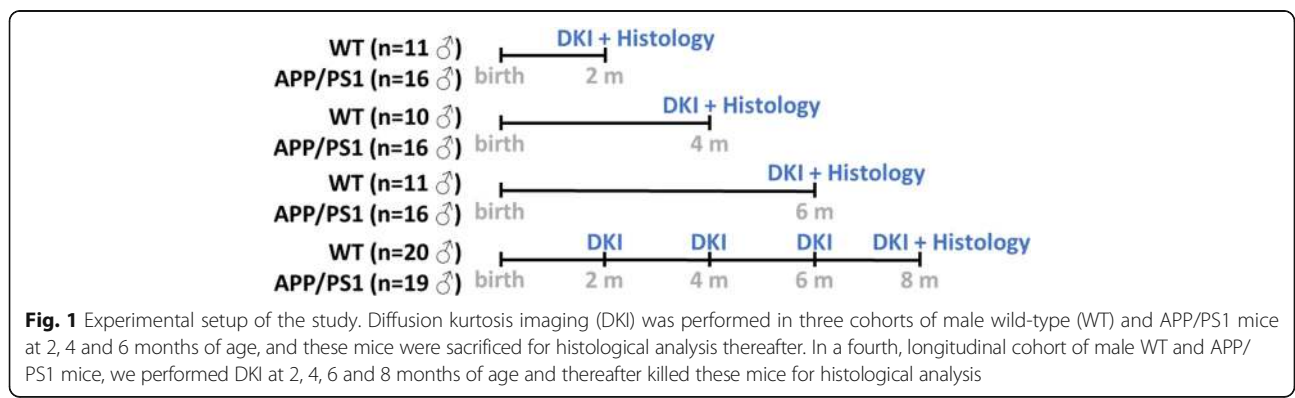 WT (n=11 ♂) DKI + Histology
APP/PS1 (n=16 ♂) birth 2 m
WT (n=10 ♂) DKI + Histology
APP/PS1 (n=16 ♂) birth 4 m
WT (n=11 ♂) DKI + Histology
APP/PS1 (n=16 ♂) birth 6 m
WT (n=20 ♂) DKI DKI DKI DKI + Histology
APP/PS1 (n=19 ♂) birth 2 m 4 m 6 m 8 m
Fig. 1 Experimental setup of the study. Diffusion kurtosis imaging (DKI) was performed in three cohorts of male wild-type (WT) and APP/PS1 mice
at 2, 4 and 6 months of age, and these mice were sacrificed for histological analysis thereafter. In a fourth, longitudinal cohort of male WT and APP/
PS1 mice, we performed DKI at 2, 4, 6 and 8 months of age and thereafter killed these mice for histological analysis